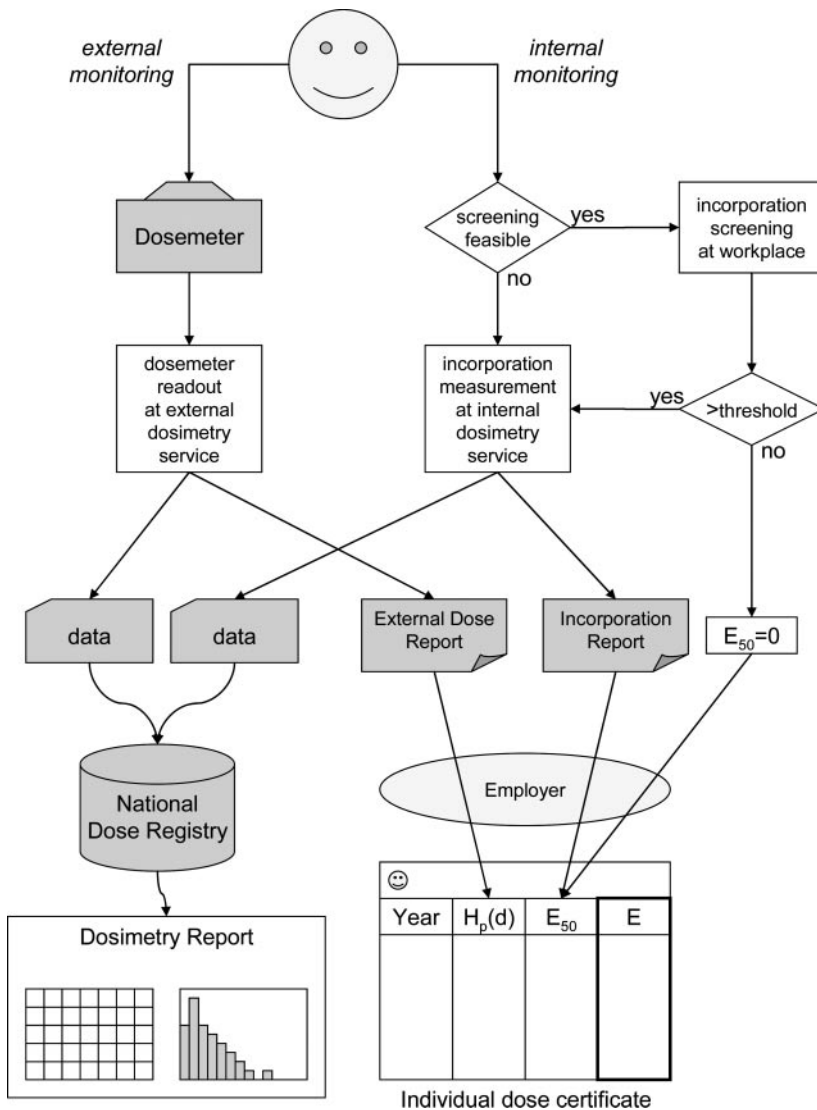 external
monitoring
internal
monitoring
Dosemeter
screening
feasible
yes
no
incorporation
screening
at workplace
dosemeter
readout
at external
dosimetry
service
incorporation
measurement
at internal
dosimetry
service
yes
>threshold
no
data
data
External Dose
Report
Incorporation
Report
E₅₀=0
National
Dose Registry
Employer
Dosimetry Report
Year Hₚ(d) E₅₀ E
Individual dose certificate